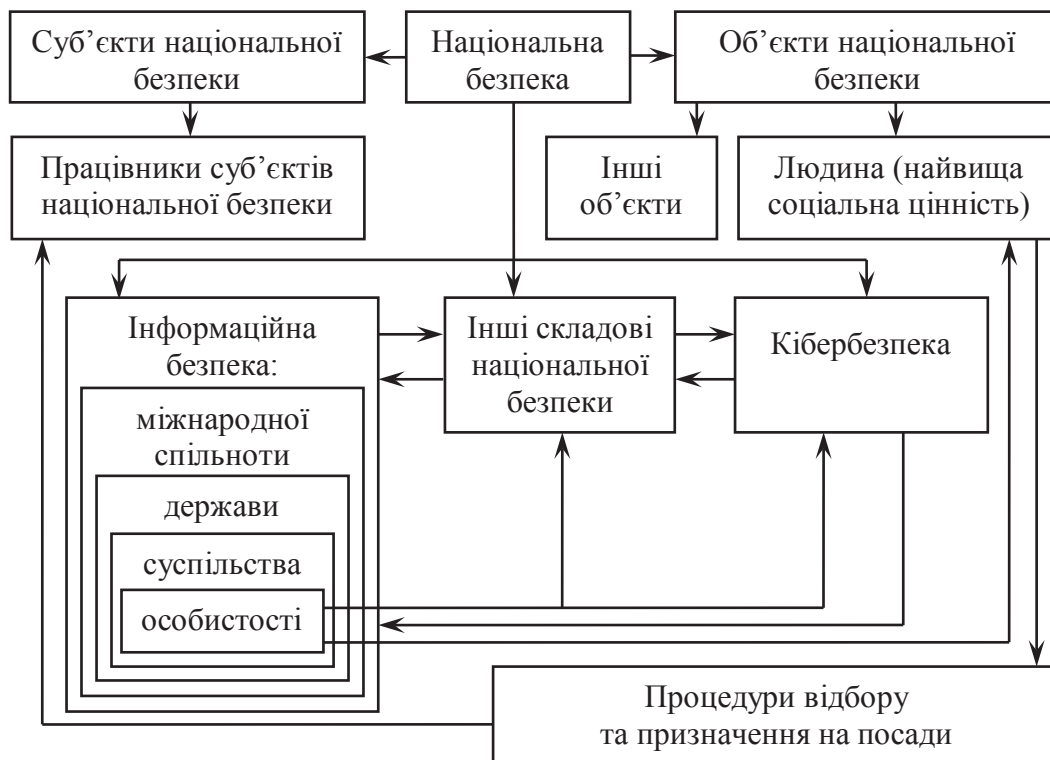 Суб’єкти національної
безпеки
Національна
безпека
Об’єкти національної
безпеки
Працівники суб’єктів
національної безпеки
Інші
об’єкти
Людина (найвища
соціальна цінність)
Інформаційна
безпека:
міжнародної
спільноти
держави
суспільства
особистості
Інші складові
національної
безпеки
Кібербезпека
Процедури відбору
та призначення на посади